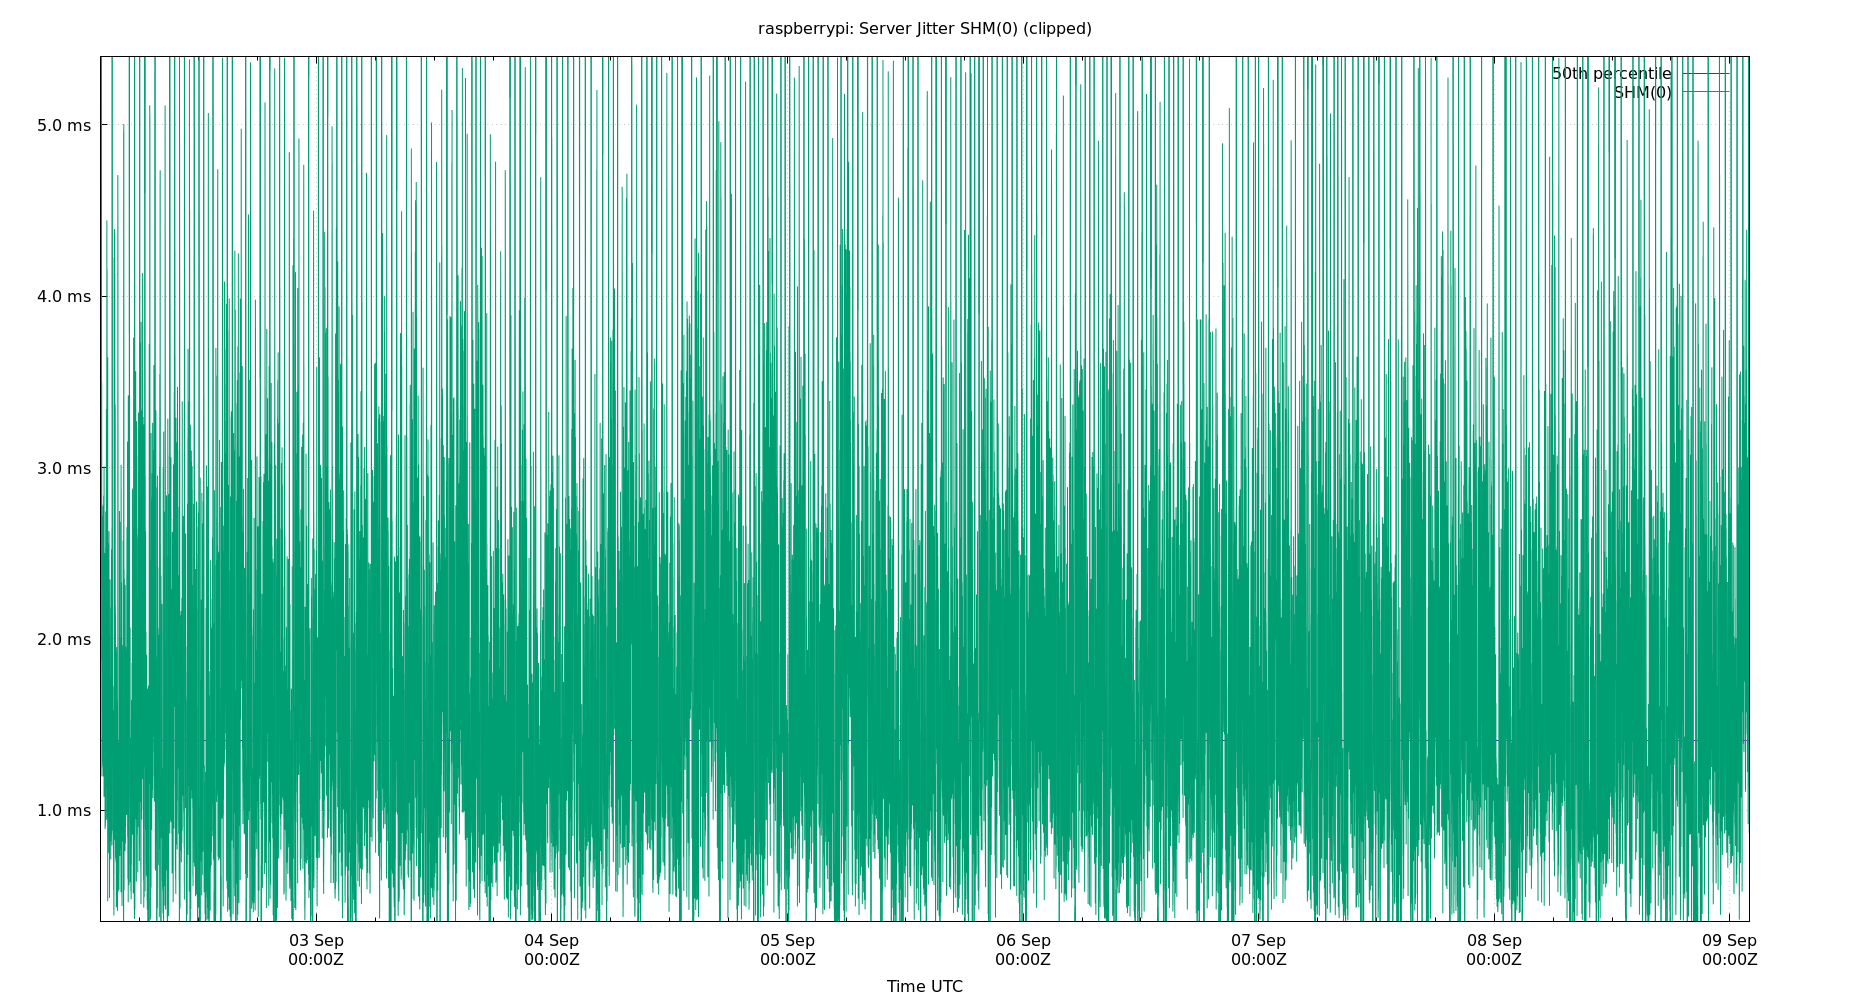 raspberrypi: Server Jitter SHM(0) (clipped)
50th percentile
SHM(0)
5.0 ms
4.0 ms
3.0 ms
2.0 ms
1.0 ms
03 Sep 04 Sep 05 Sep 06 Sep 07 Sep 08 Sep 09 Sep
00:00Z 00:00Z 00:00Z 00:00Z 00:00Z 00:00Z 00:00Z
Time UTC